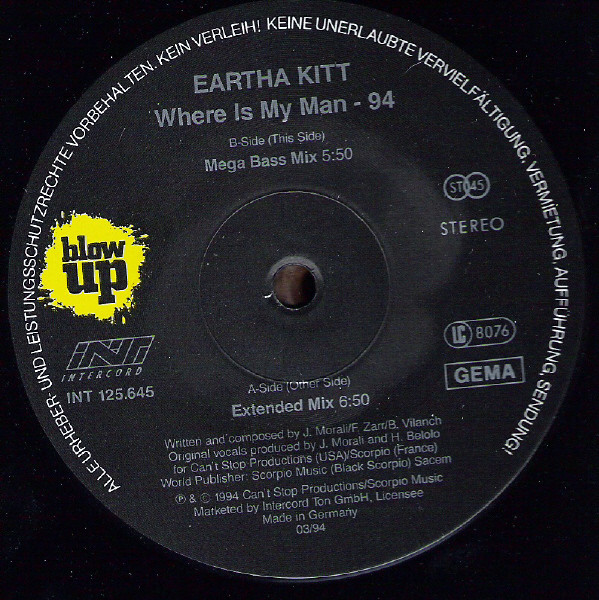 ALLE URHEBER- UND LEISTUNGSSCHUTZRECHTE VORBEHALTEN. KEIN VERLEIH! KEINE UNERLAUBTE VERVIELFÄLTIGUNG, VERMIETUNG, AUFFÜHRUNG, SENDUNG!
EARTHA KITT
Where Is My Man - 94
B-Side (This Side)
Mega Bass Mix 5:50
ST 45
STEREO
blow
up
INT
INTERCORD
INT 125.645
LC 8076
GEMA
A-Side (Other Side)
Extended Mix 6:50
Written and composed by J. Morali/F. Zarr/B. Vilanch
Original vocals produced by J. Morali and H. Belolo
for Can't Stop Productions (USA)/Scorpio (France)
World Publisher: Scorpio Music (Black Scorpio) Sacem
℗ & © 1994 Can't Stop Productions/Scorpio Music
Marketed by Intercord Ton GmbH, Licensee
Made in Germany
03/94